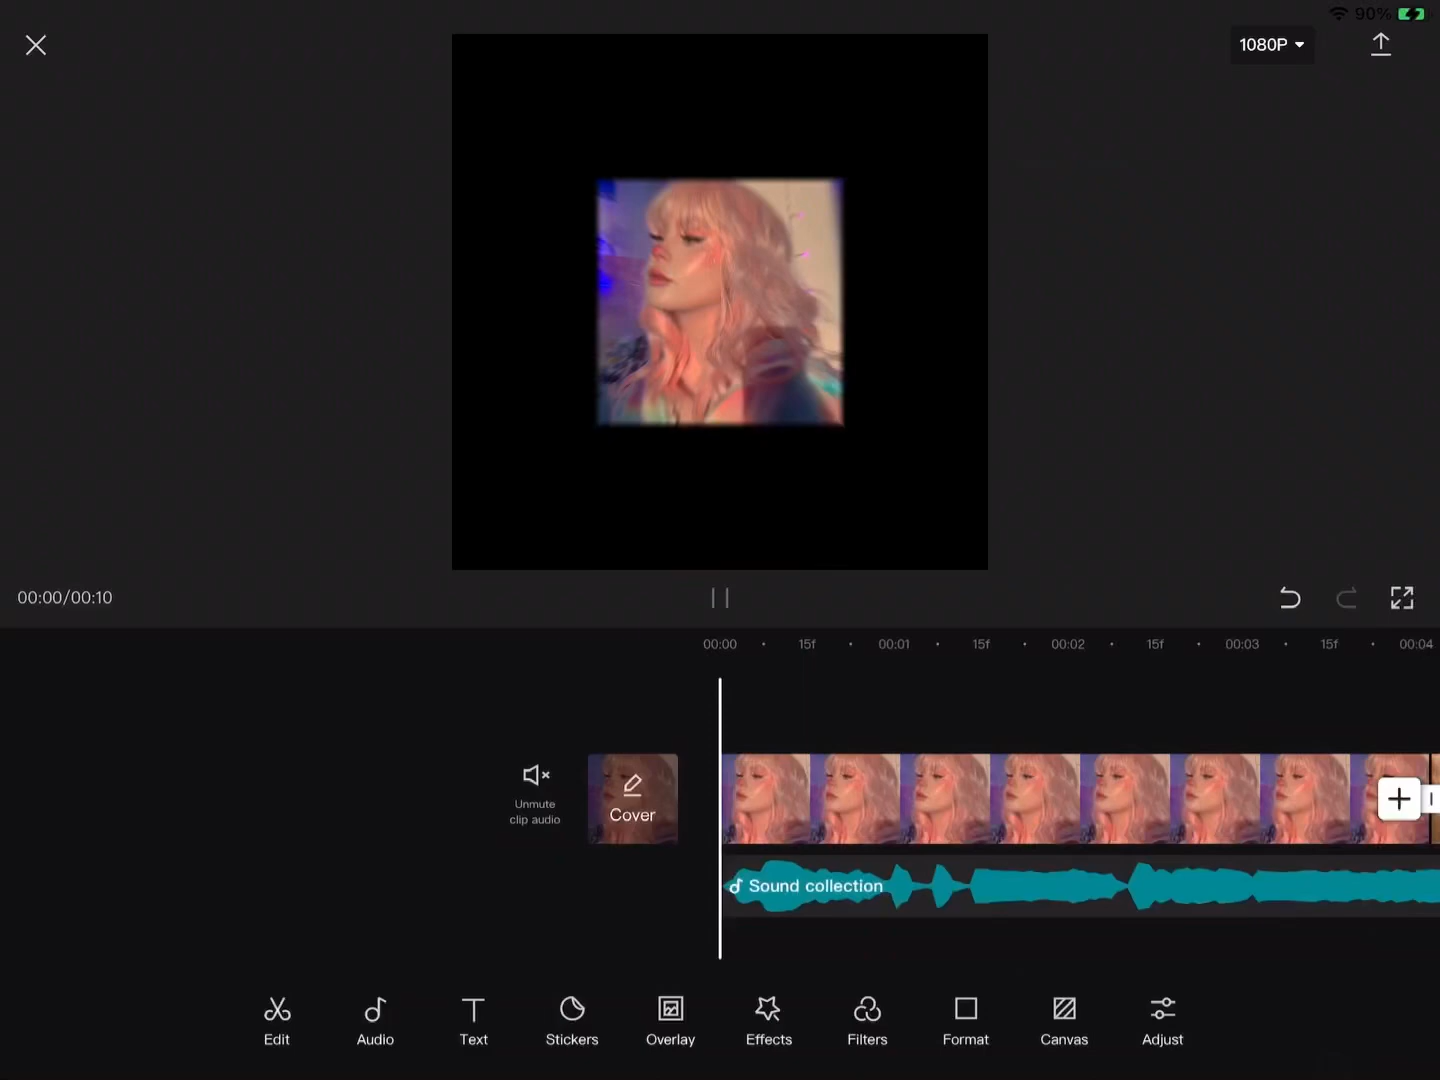 90%
1080P
00:00/00:10
00:00 15f 00:01 15f 00:02 15f 00:03 15f 00:04
Unmute
clip audio
Cover
Sound collection
Edit Audio Text Stickers Overlay Effects Filters Format Canvas Adjust